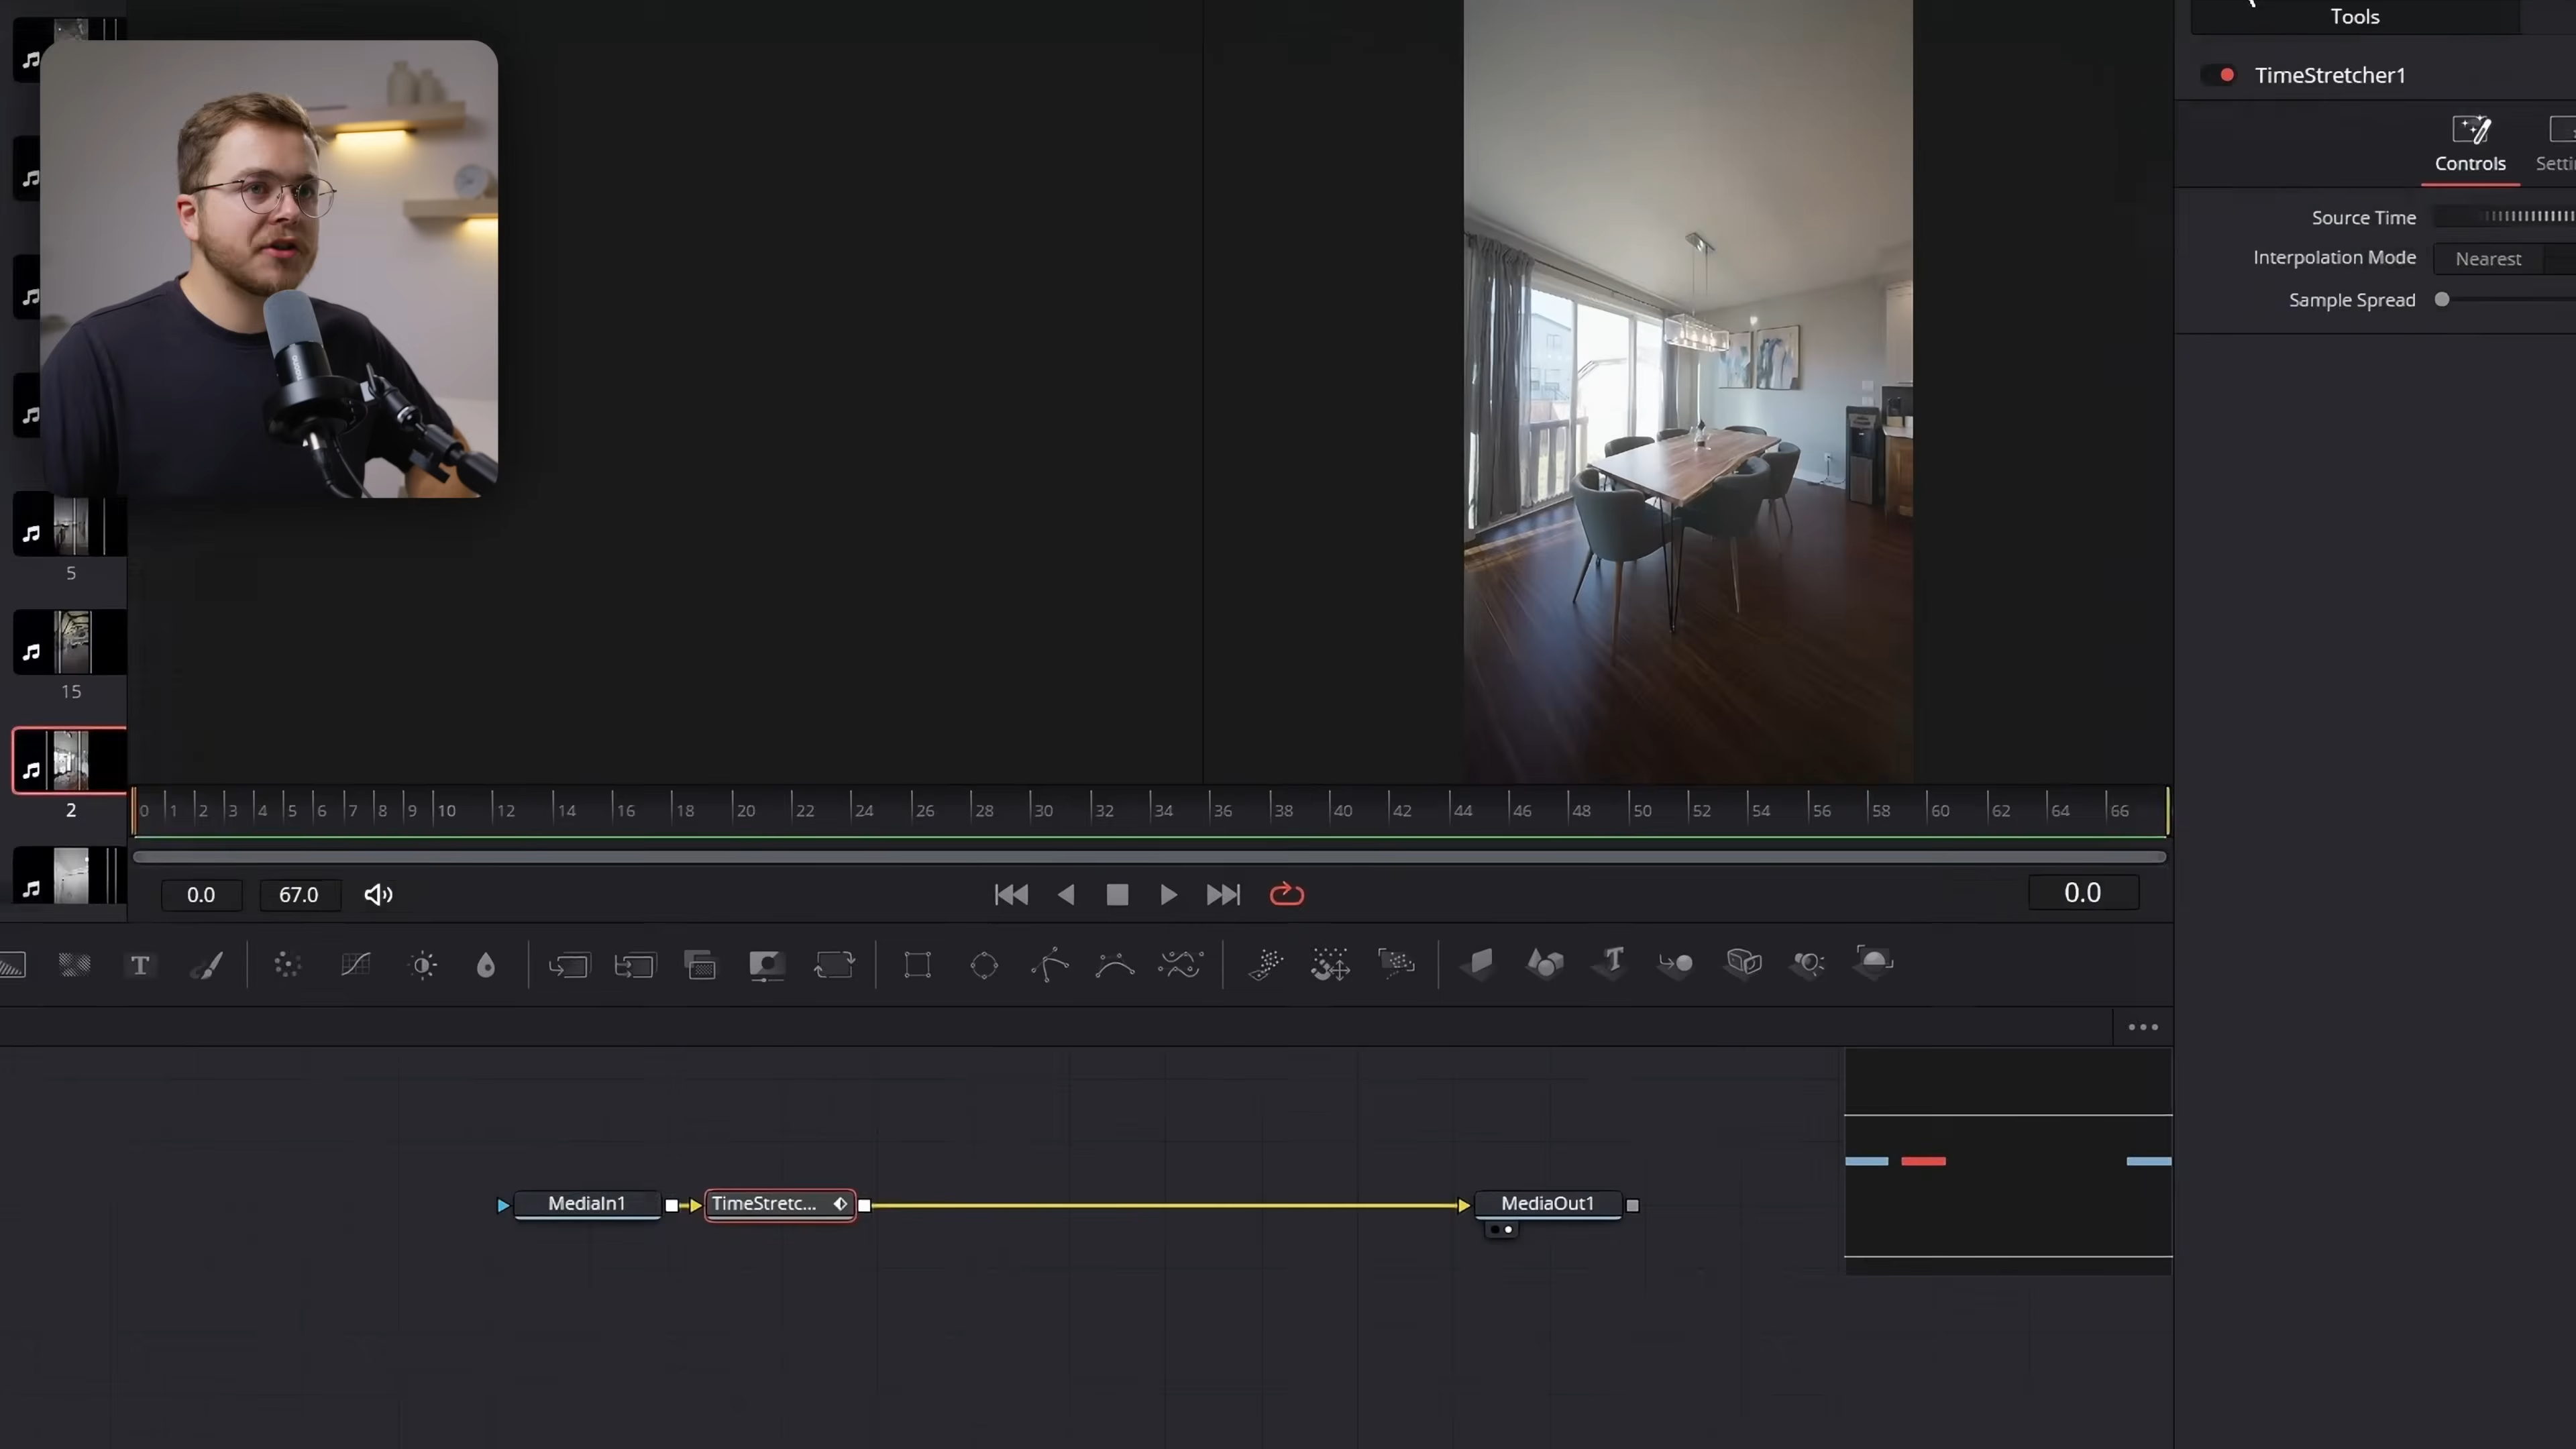 Tools
TimeStretcher1
Controls
Setti
Source Time
Interpolation Mode Nearest
Sample Spread
5
15
2
0 1 2 3 4 5 6 7 8 9 10 12 14 16 18 20 22 24 26 28 30 32 34 36 38 40 42 44 46 48 50 52 54 56 58 60 62 64 66
0.0 67.0 0.0
T
MediaIn1 TimeStretc... MediaOut1